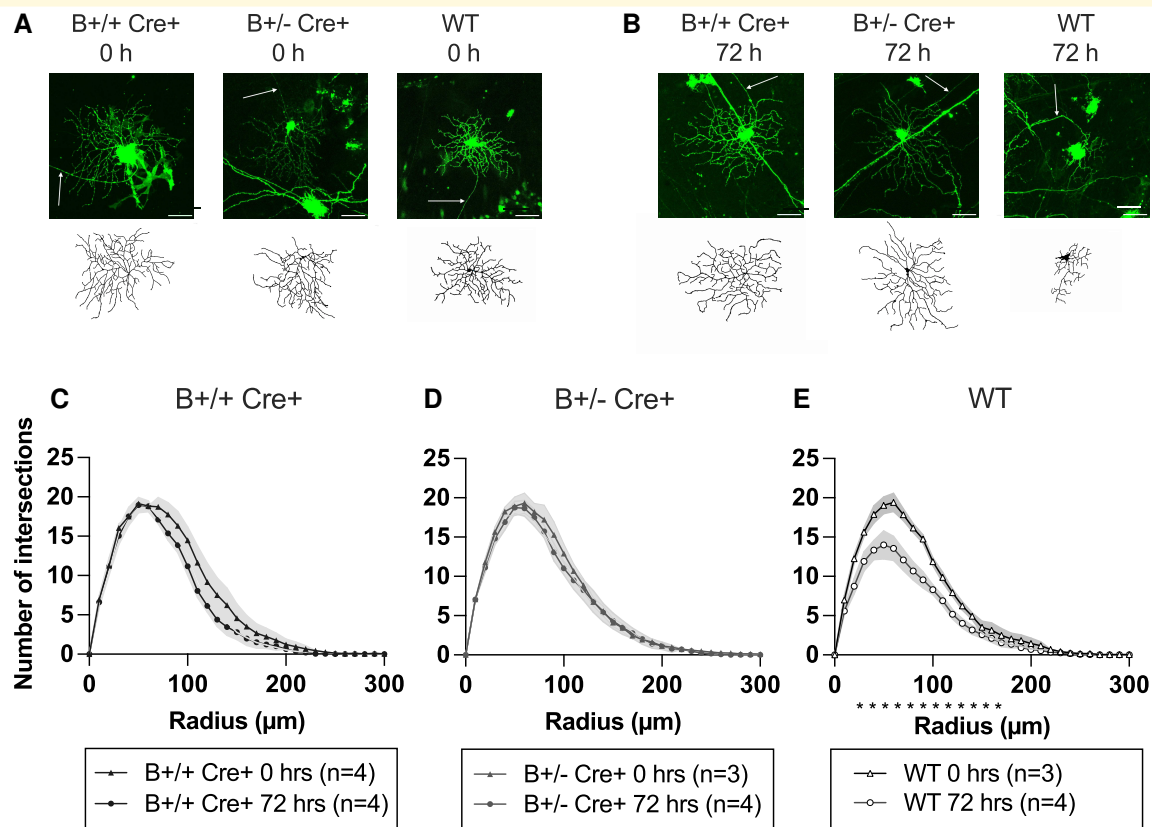 A
B+/+ Cre+
0 h
B+/- Cre+
0 h
WT
0 h
B
B+/+ Cre+
72 h
B+/- Cre+
72 h
WT
72 h
C
B+/+ Cre+
Number of intersections
25
20
15
10
5
0
0 100 200 300
Radius (µm)
B+/+ Cre+ 0 hrs (n=4)
B+/+ Cre+ 72 hrs (n=4)
D
B+/- Cre+
25
20
15
10
5
0
0 100 200 300
Radius (µm)
B+/- Cre+ 0 hrs (n=3)
B+/- Cre+ 72 hrs (n=4)
E
WT
25
20
15
10
5
0
0 100 200 300
* * * * * * * * * * * * *
Radius (µm)
WT 0 hrs (n=3)
WT 72 hrs (n=4)